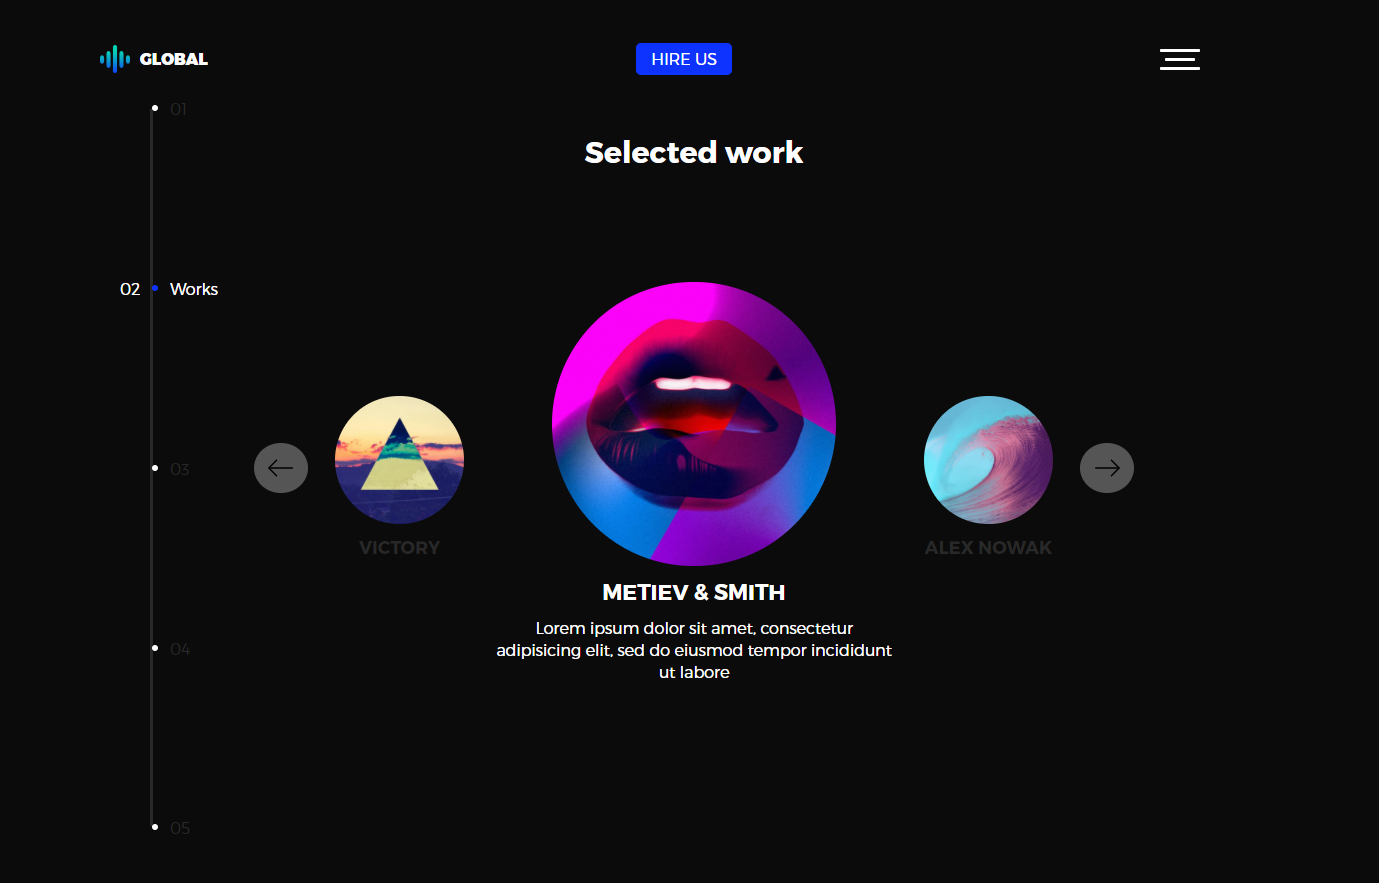 GLOBAL
HIRE US
01
Selected work
02 Works
03
VICTORY
ALEX NOWAK
METIEV & SMITH
Lorem ipsum dolor sit amet, consectetur
adipisicing elit, sed do eiusmod tempor incididunt
ut labore
04
05